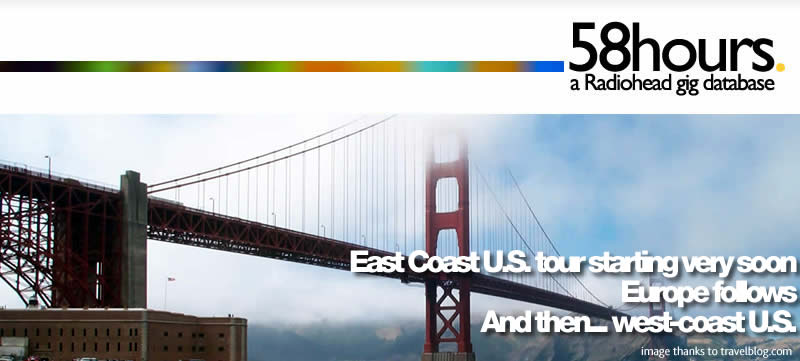 58hours.
a Radiohead gig database
East Coast U.S. tour starting very soon
Europe follows
And then.... west-coast U.S.
image thanks to travelblog.com